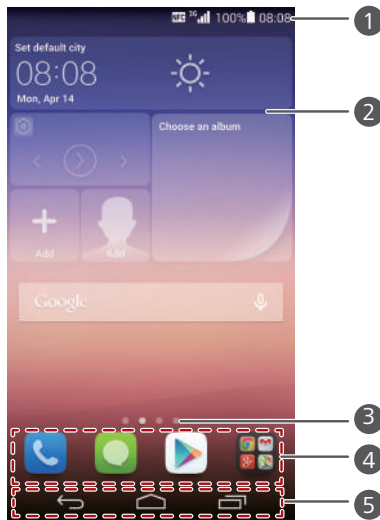 NFC 3G 100% 08:08
1
Set default city
08:08
Mon, Apr 14
2
Choose an album
Add Add
Google
3
4
5